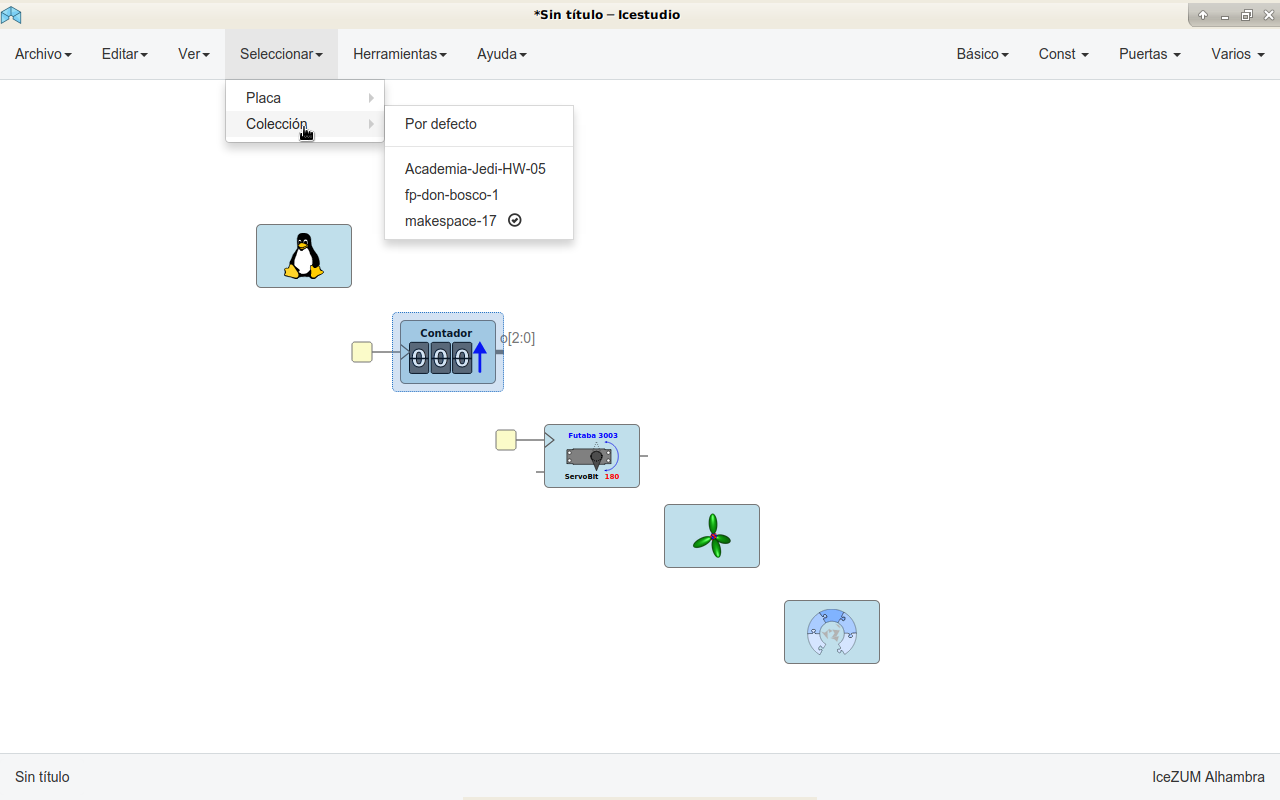 *Sin título – Icestudio
Archivo Editar Ver Seleccionar Herramientas Ayuda Básico Const Puertas Varios
Placa
Colección
Por defecto
Academia-Jedi-HW-05
fp-don-bosco-1
makespace-17
Contador
000
o[2:0]
Futaba 3003
ServoBit 180
Sin título
IceZUM Alhambra